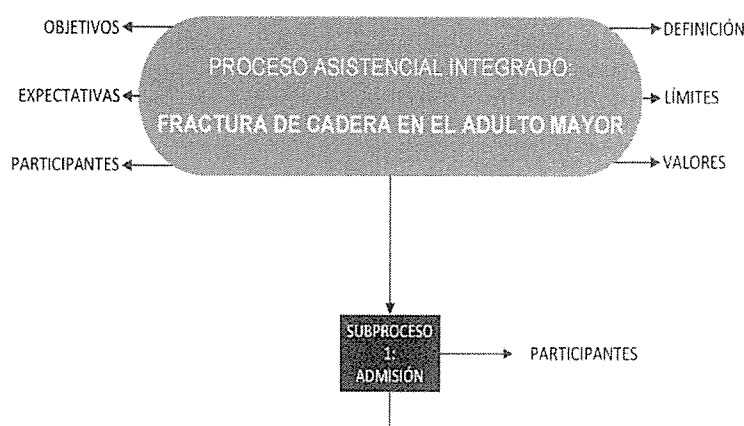 OBJETIVOS
DEFINICIÓN
PROCESO ASISTENCIAL INTEGRADO:
EXPECTATIVAS
LÍMITES
FRACTURA DE CADERA EN EL ADULTO MAYOR
PARTICIPANTES
VALORES
SUBPROCESO
1:
ADMISIÓN
PARTICIPANTES